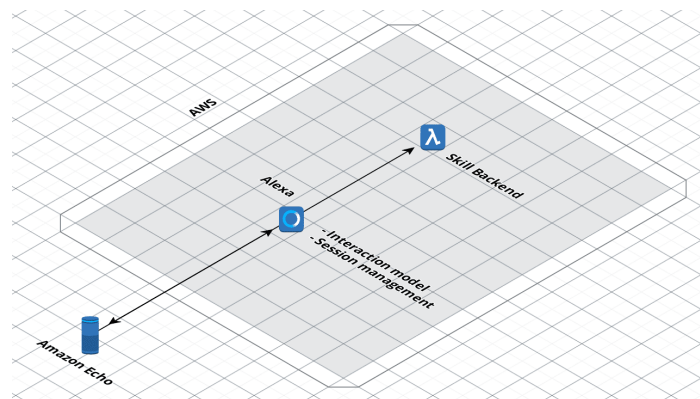 AWS
λ
Skill Backend
Alexa
- Interaction model
- Session management
Amazon Echo